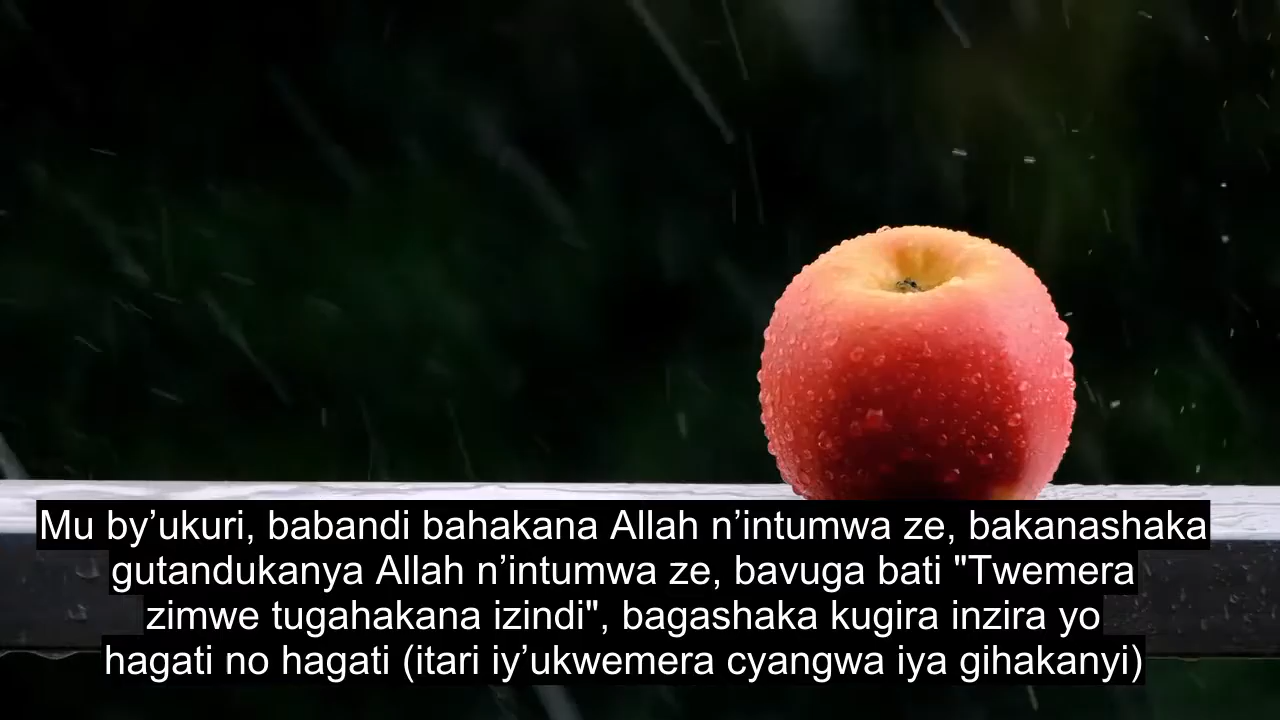 Mu by’ukuri, babandi bahakana Allah n’intumwa ze, bakanashaka
gutandukanya Allah n’intumwa ze, bavuga bati "Twemera
zimwe tugahakana izindi", bagashaka kugira inzira yo
hagati no hagati (itari iy’ukwemera cyangwa iya gihakanyi)